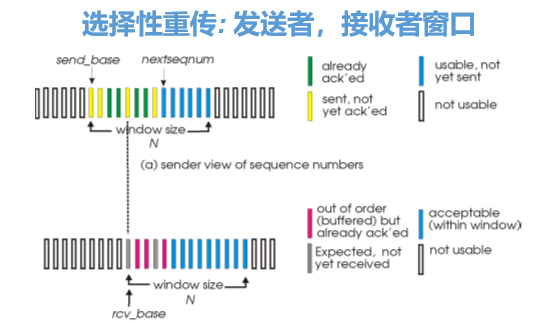 选择性重传: 发送者，接收者窗口
send_base
nextseqnum
already
ack'ed
usable, not
yet sent
sent, not
yet ack'ed
not usable
window size
N
(a) sender view of sequence numbers
out of order
(buffered) but
already ack'ed
acceptable
(within window)
Expected, not
yet received
not usable
window size
N
rcv_base